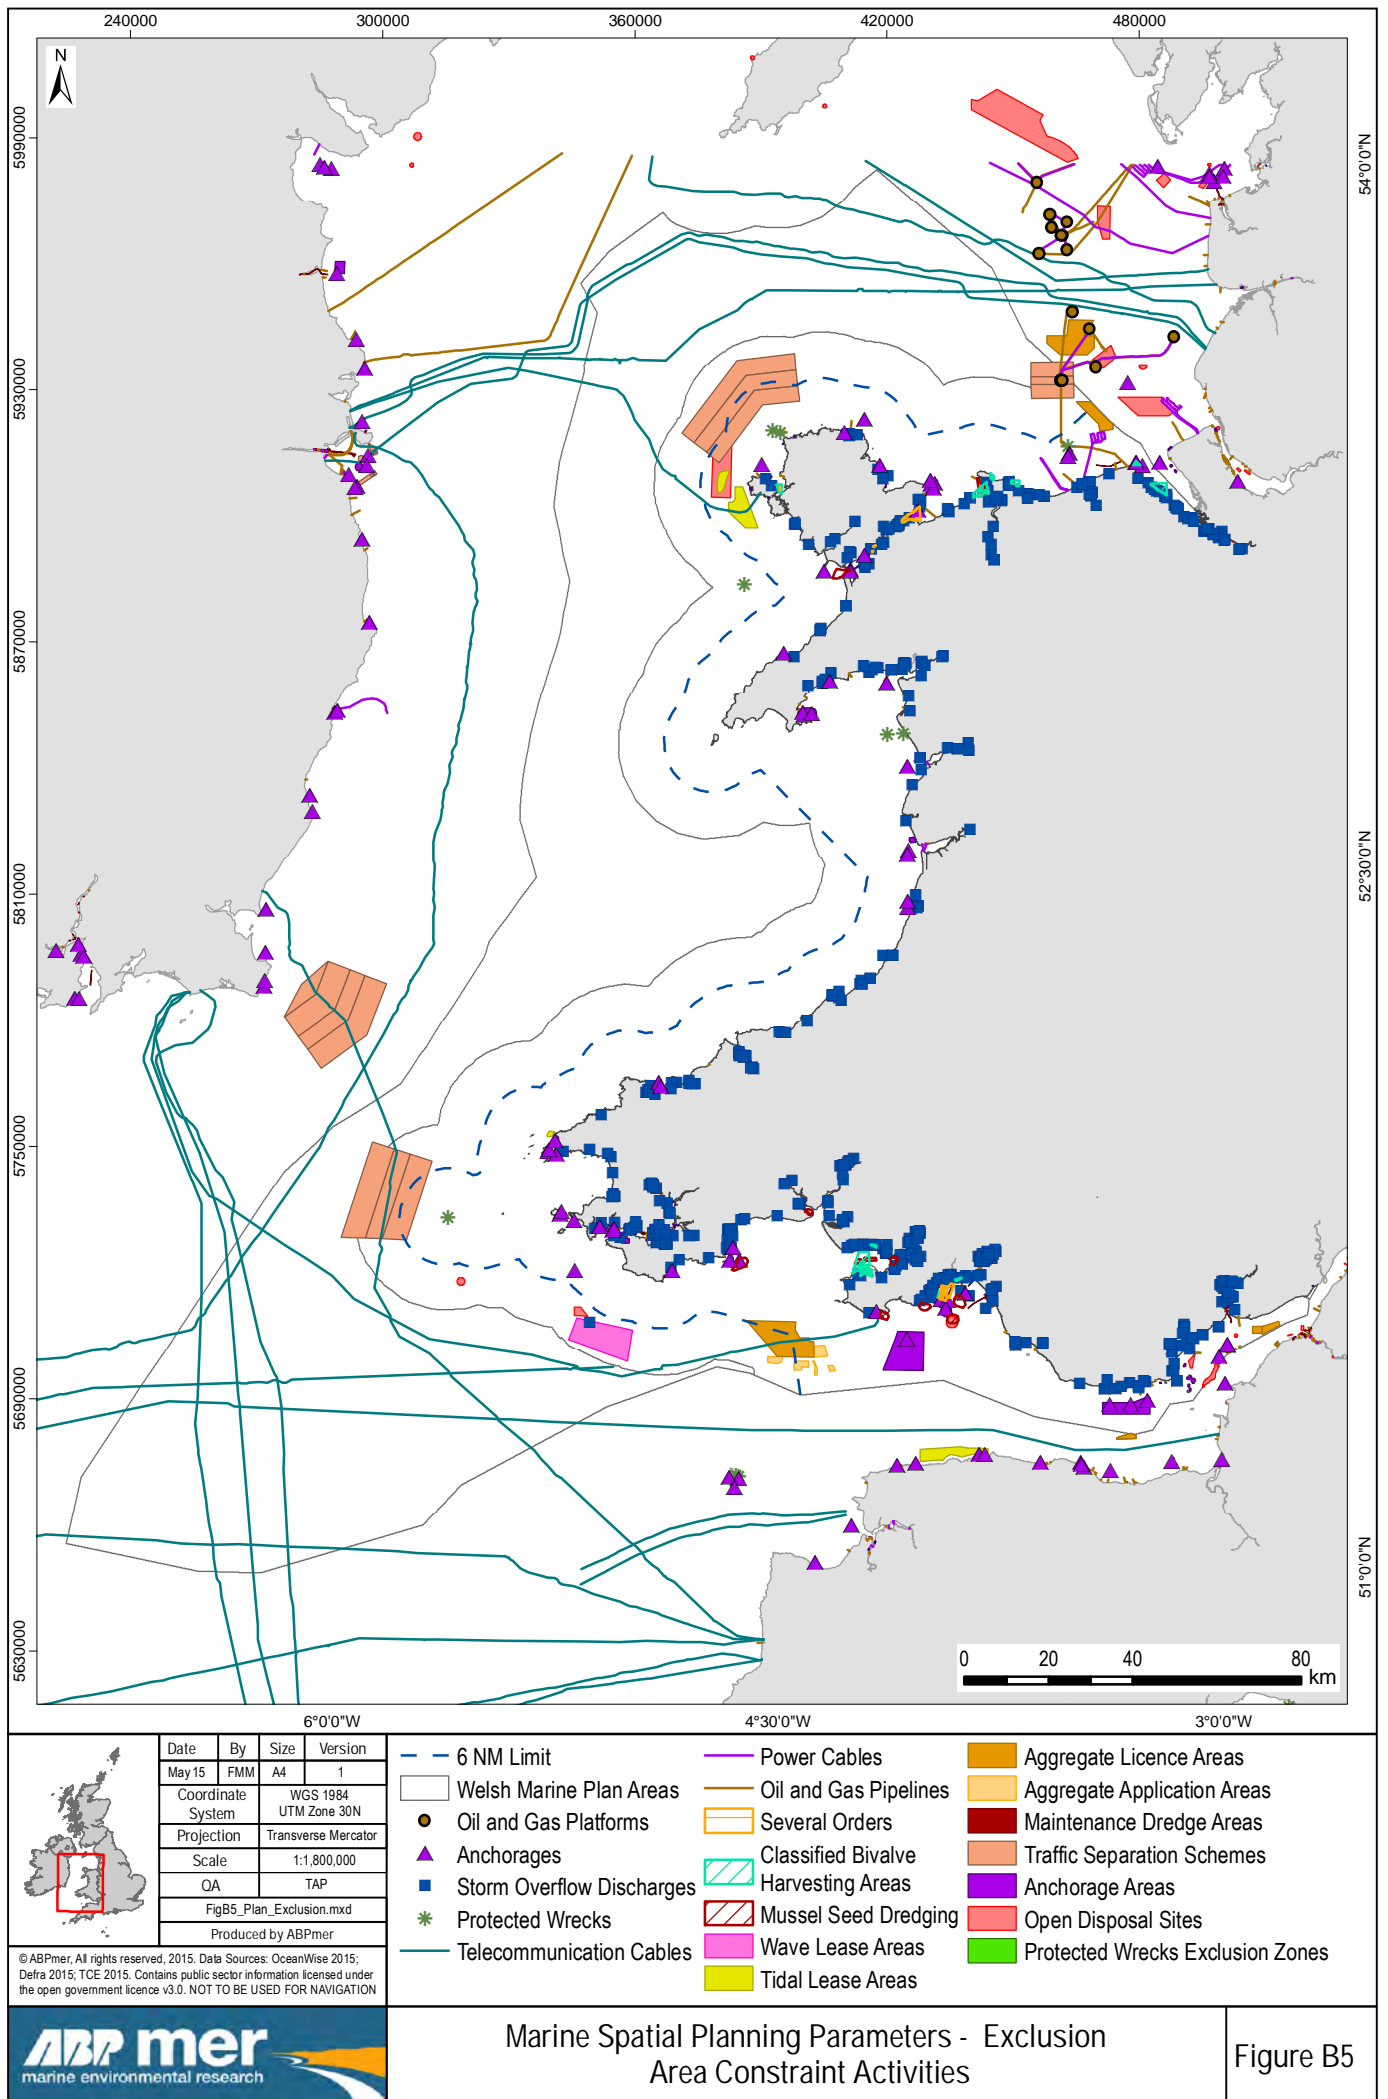 240000 300000 360000 420000 480000
N
5990000
5930000
5870000
5810000
5750000
5690000
5630000
54°0'0"N
52°30'0"N
51°0'0"N
0 20 40 80
km
6°0'0"W 4°30'0"W 3°0'0"W
Date By Size Version
May 15 FMM A4 1
Coordinate System WGS 1984 UTM Zone 30N
Projection Transverse Mercator
Scale 1:1,800,000
QA TAP
FigB5_Plan_Exclusion.mxd
Produced by ABPmer
© ABPmer, All rights reserved, 2015. Data Sources: OceanWise 2015;
Defra 2015; TCE 2015. Contains public sector information licensed under
the open government licence v3.0. NOT TO BE USED FOR NAVIGATION
6 NM Limit
Welsh Marine Plan Areas
Oil and Gas Platforms
Anchorages
Storm Overflow Discharges
Protected Wrecks
Telecommunication Cables
Power Cables
Oil and Gas Pipelines
Several Orders
Classified Bivalve
Harvesting Areas
Mussel Seed Dredging
Wave Lease Areas
Tidal Lease Areas
Aggregate Licence Areas
Aggregate Application Areas
Maintenance Dredge Areas
Traffic Separation Schemes
Anchorage Areas
Open Disposal Sites
Protected Wrecks Exclusion Zones
ABP mer
marine environmental research
Marine Spatial Planning Parameters - Exclusion
Area Constraint Activities
Figure B5